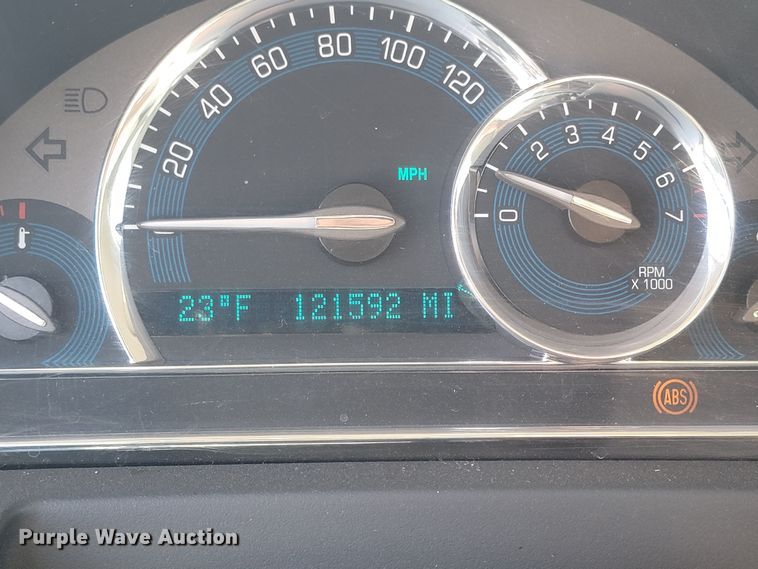 20 40 60 80 100 120
MPH
0 2 3 4 5 6 7
RPM
X 1000
23°F 121592 MI
ABS
Purple Wave Auction